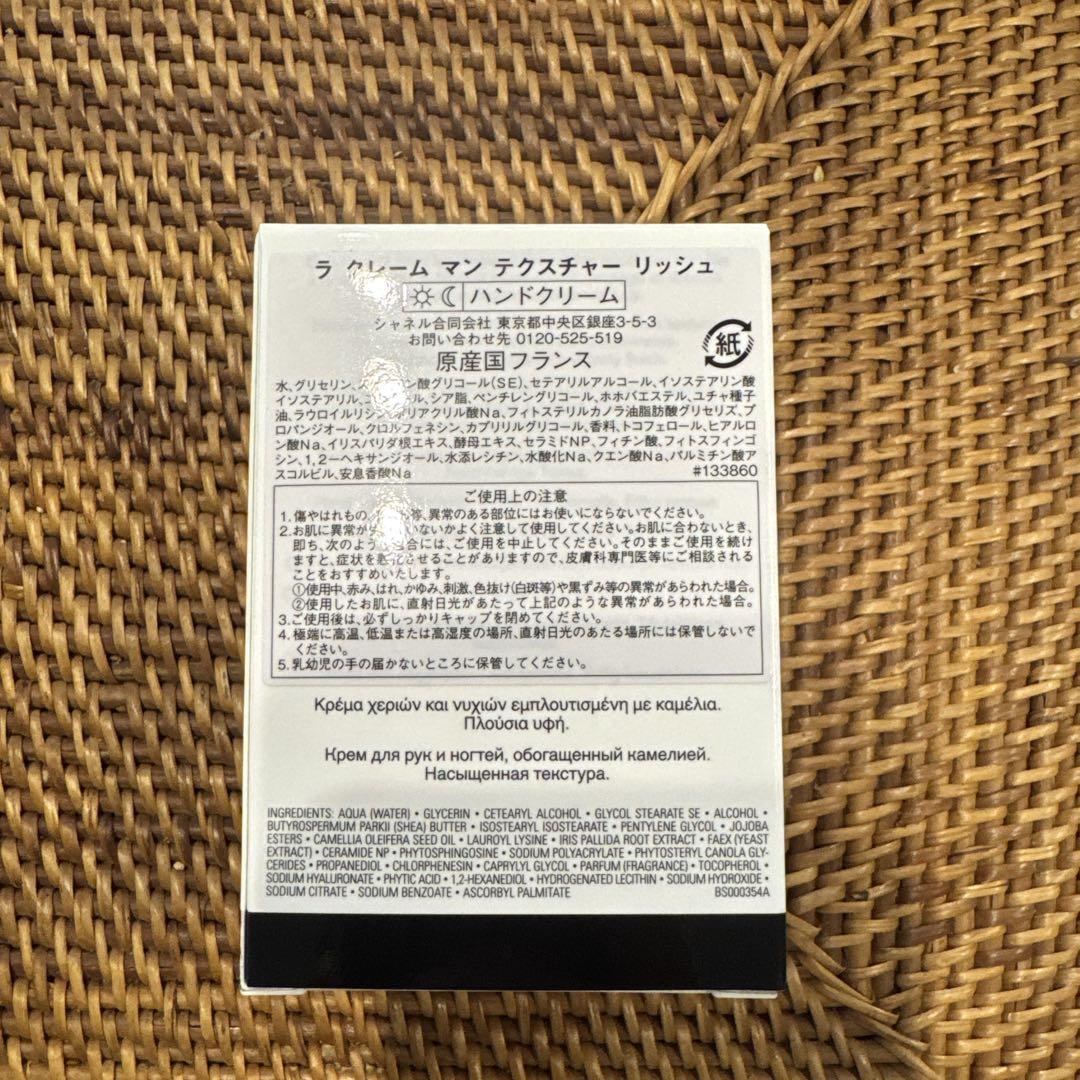 ラ クレーム マン テクスチャー リッシュ
ハンドクリーム
シャネル合同会社 東京都中央区銀座3-5-3
お問い合わせ先 0120-525-519
原産国フランス
紙
水、グリセリン、酸グリコール(SE)、セテアリルアルコール、イソステアリン酸
イソステアリル、シア脂、ペンチレングリコール、ホホバエステル、ユチャ種子
油、ラウロイルリシン、ポリアクリル酸Na、フィトステリルカノラ油脂肪酸グリセリズ、プ
ロパンジオール、クロルフェネシン、カプリリルグリコール、香料、トコフェロール、ヒアルロ
ン酸Na、イリスパリダ根エキス、酵母エキス、セラミドNP、フィチン酸、フィトスフィンゴ
シン、1,2-ヘキサンジオール、水添レシチン、水酸化Na、クエン酸Na、パルミチン酸ア
スコルビル、安息香酸Na #133860
ご使用上の注意
1. 傷やはれもの、等、異常のある部位にはお使いにならないでください。
2. お肌に異常がないかよく注意して使用してください。お肌に合わないとき、
即ち、次のような場合には、ご使用を中止してください。そのままご使用を続け
ますと、症状を悪化させることがありますので、皮膚科専門医等にご相談される
ことをおすすめいたします。
①使用中、赤み、はれ、かゆみ、刺激、色抜け(白斑等)や黒ずみ等の異常があらわれた場合。
②使用したお肌に、直射日光があたって上記のような異常があらわれた場合。
3. ご使用後は、必ずしっかりキャップを閉めてください。
4. 極端に高温、低温または高湿度の場所、直射日光のあたる場所には保管しないで
ください。
5. 乳幼児の手の届かないところに保管してください。
Κρέμα χεριών και νυχιών εμπλουτισμένη με καμέλια.
Πλούσια υφή.
Крем для рук и ногтей, обогащенный камелией.
Насыщенная текстура.
INGREDIENTS: AQUA (WATER) • GLYCERIN • CETEARYL ALCOHOL • GLYCOL STEARATE SE • ALCOHOL •
BUTYROSPERMUM PARKII (SHEA) BUTTER • ISOSTEARYL ISOSTEARATE • PENTYLENE GLYCOL • JOJOBA
ESTERS • CAMELLIA OLEIFERA SEED OIL • LAUROYL LYSINE • IRIS PALLIDA ROOT EXTRACT • FAEX (YEAST
EXTRACT) • CERAMIDE NP • PHYTOSPHINGOSINE • SODIUM POLYACRYLATE • PHYTOSTERYL CANOLA GLY-
CERIDES • PROPANEDIOL • CHLORPHENESIN • CAPRYLYL GLYCOL • PARFUM (FRAGRANCE) • TOCOPHEROL •
SODIUM HYALURONATE • PHYTIC ACID • 1,2-HEXANEDIOL • HYDROGENATED LECITHIN • SODIUM HYDROXIDE •
SODIUM CITRATE • SODIUM BENZOATE • ASCORBYL PALMITATE BS000354A